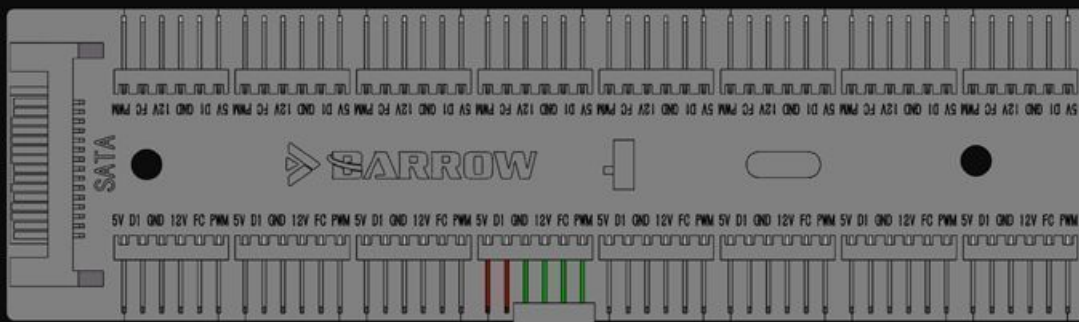 5V D1 GND 12V FC PWM 5V D1 GND 12V FC PWM 5V D1 GND 12V FC PWM 5V D1 GND 12V FC PWM 5V D1 GND 12V FC PWM 5V D1 GND 12V FC PWM 5V D1 GND 12V FC PWM 5V D1 GND 12V FC PWM
SATA
BARROW
5V D1 GND 12V FC PWM 5V D1 GND 12V FC PWM 5V D1 GND 12V FC PWM 5V D1 GND 12V FC PWM 5V D1 GND 12V FC PWM 5V D1 GND 12V FC PWM 5V D1 GND 12V FC PWM 5V D1 GND 12V FC PWM